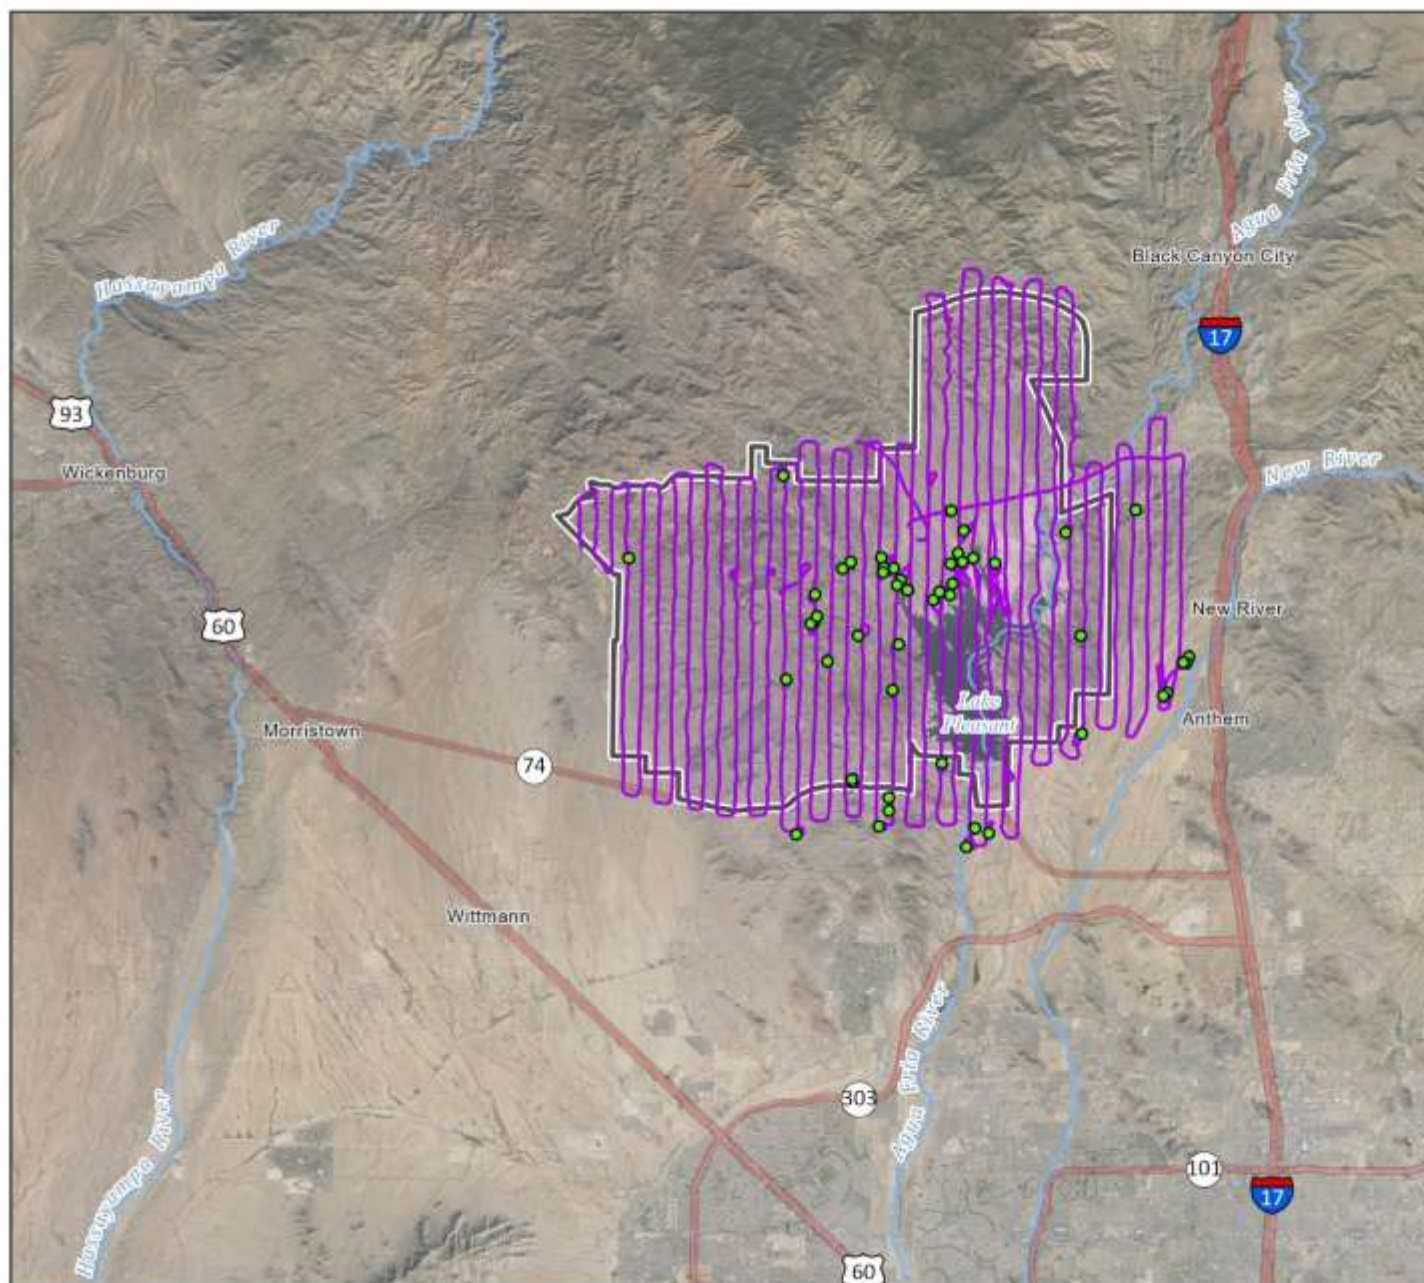 Agua Fria River
Black Canyon City
Hassayampa River
17
93
Wickenburg
New River
60
New River
Lake
Pleasant
Anthem
Morristown
74
Wittmann
Agua Fria River
303
Hassayampa River
101
17
60